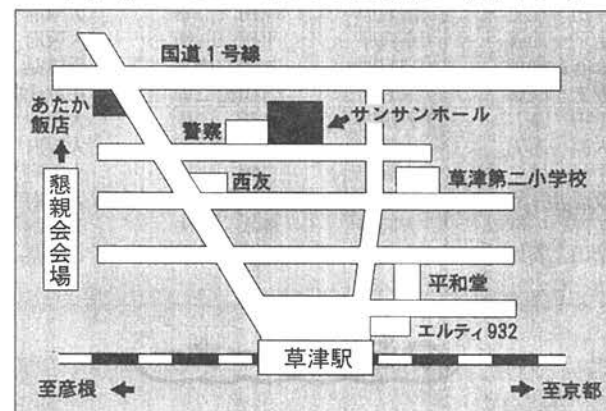 国道1号線
あたか
飯店
警察
サンサンホール
懇親会会場
西友
草津第二小学校
平和堂
エルティ932
草津駅
至彦根
至京都